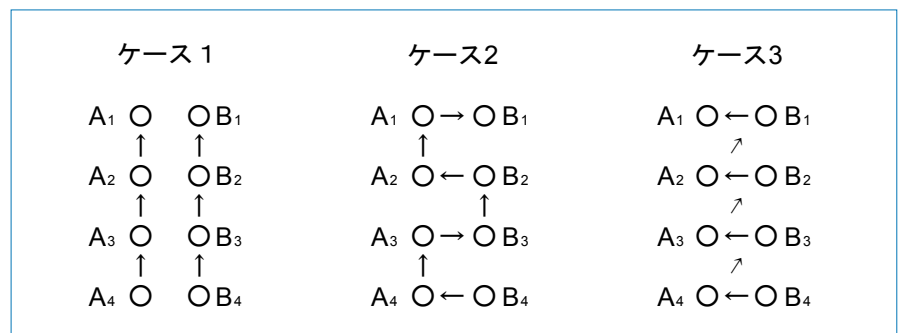 ケース１ ケース2 ケース3
A1 B1 A1 → B1 A1 ← B1
↑ ↑ ↑ ↗
A2 B2 A2 ← B2 A2 ← B2
↑ ↑ ↑ ↗
A3 B3 A3 → B3 A3 ← B3
↑ ↑ ↑ ↗
A4 B4 A4 ← B4 A4 ← B4